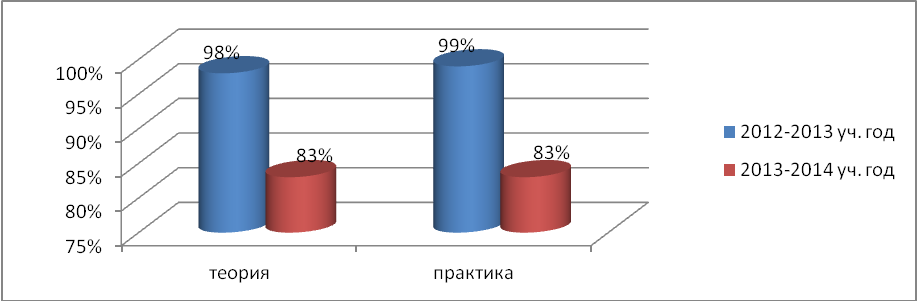 98%
99%
83%
83%
100%
95%
90%
85%
80%
75%
теория
практика
2012-2013 уч. год
2013-2014 уч. год